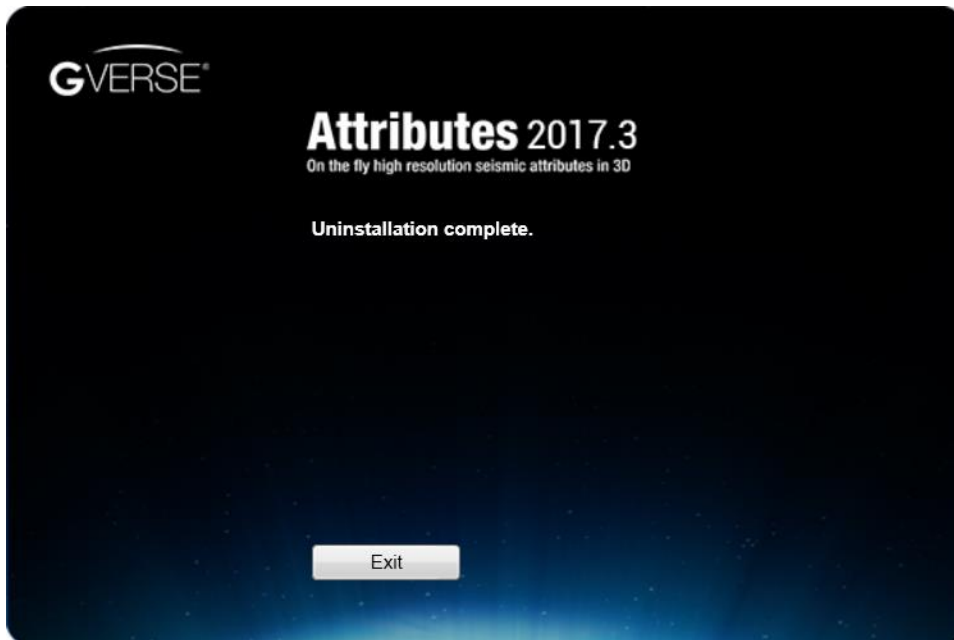 GVERSE®
Attributes 2017.3
On the fly high resolution seismic attributes in 3D
Uninstallation complete.
Exit